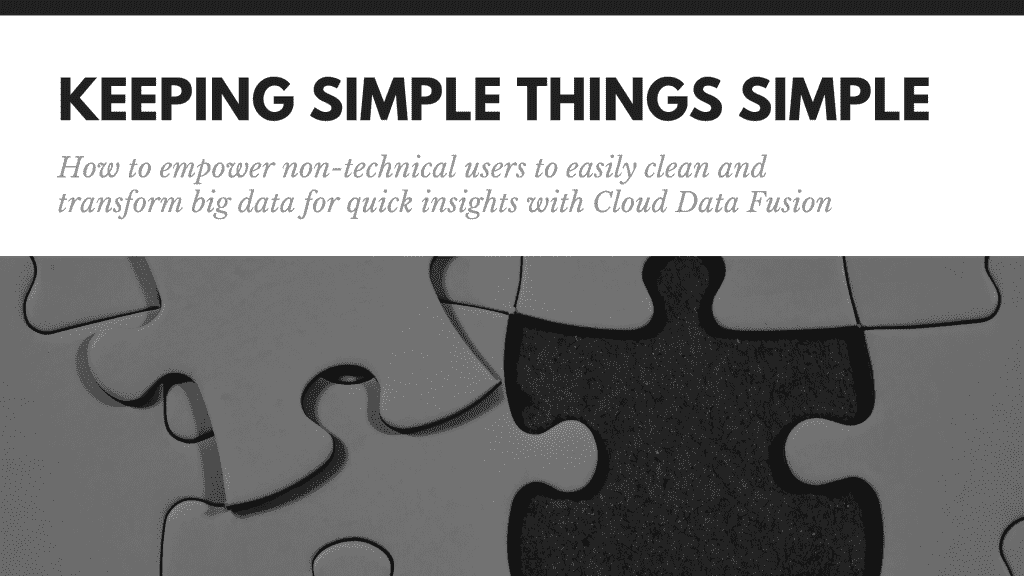 KEEPING SIMPLE THINGS SIMPLE
How to empower non-technical users to easily clean and
transform big data for quick insights with Cloud Data Fusion